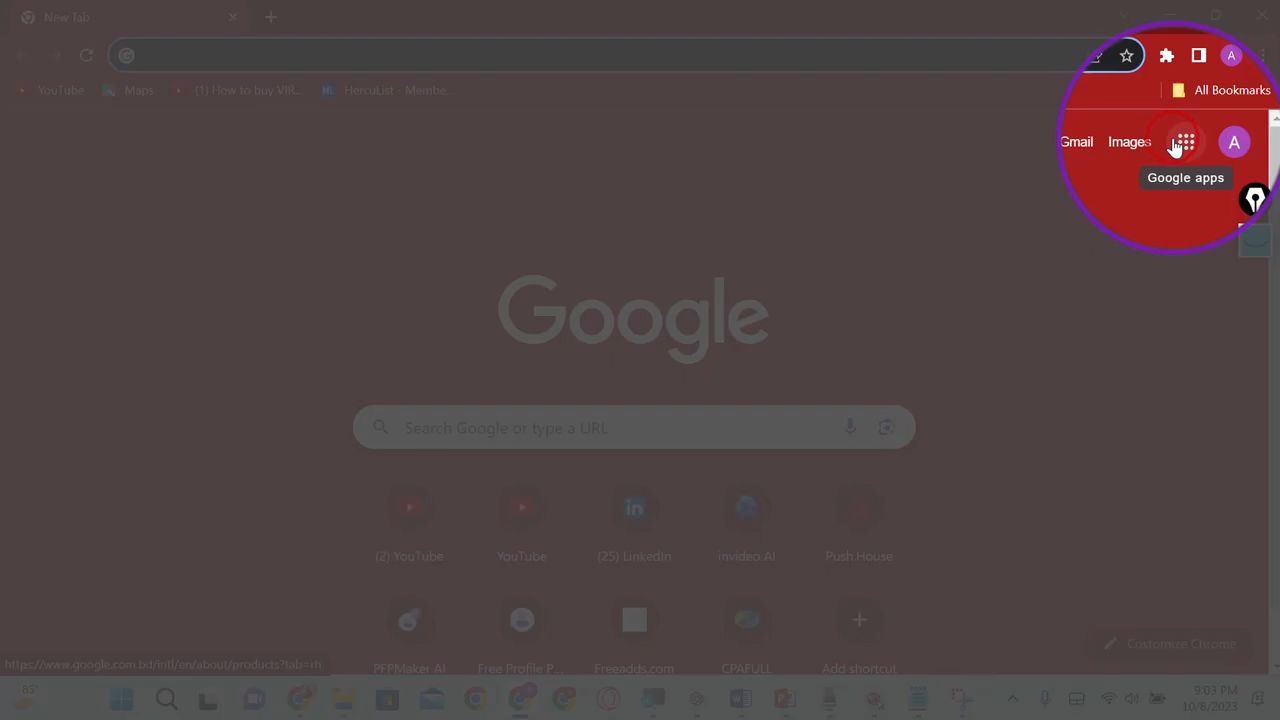 New Tab
YouTube
Maps
(1) How to buy VIR...
HercuList - Membe...
All Bookmarks
Gmail
Images
A
A
Google apps
Google
Search Google or type a URL
(2) YouTube
YouTube
(25) LinkedIn
invideo AI
Push.House
PFPMaker AI
Free Profile P...
Freeadds.com
CPAFULL
Add shortcut
Customize Chrome
https://www.google.com.bd/intl/en/about/products?tab=rh
85°
9:03 PM
10/8/2023